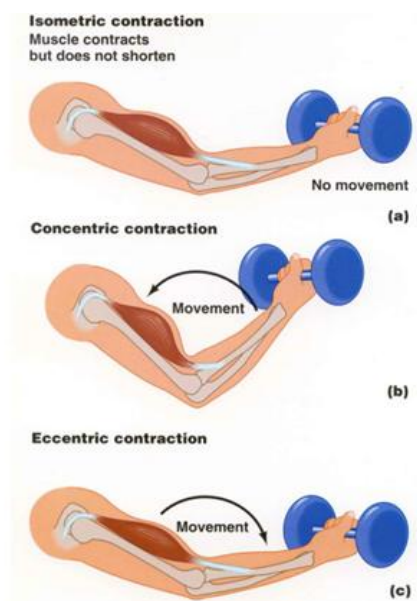 Isometric contraction
Muscle contracts
but does not shorten
No movement
(a)
Concentric contraction
Movement
(b)
Eccentric contraction
Movement
(c)